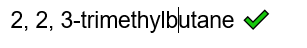 2, 2, 3-trimethylbutane ✔